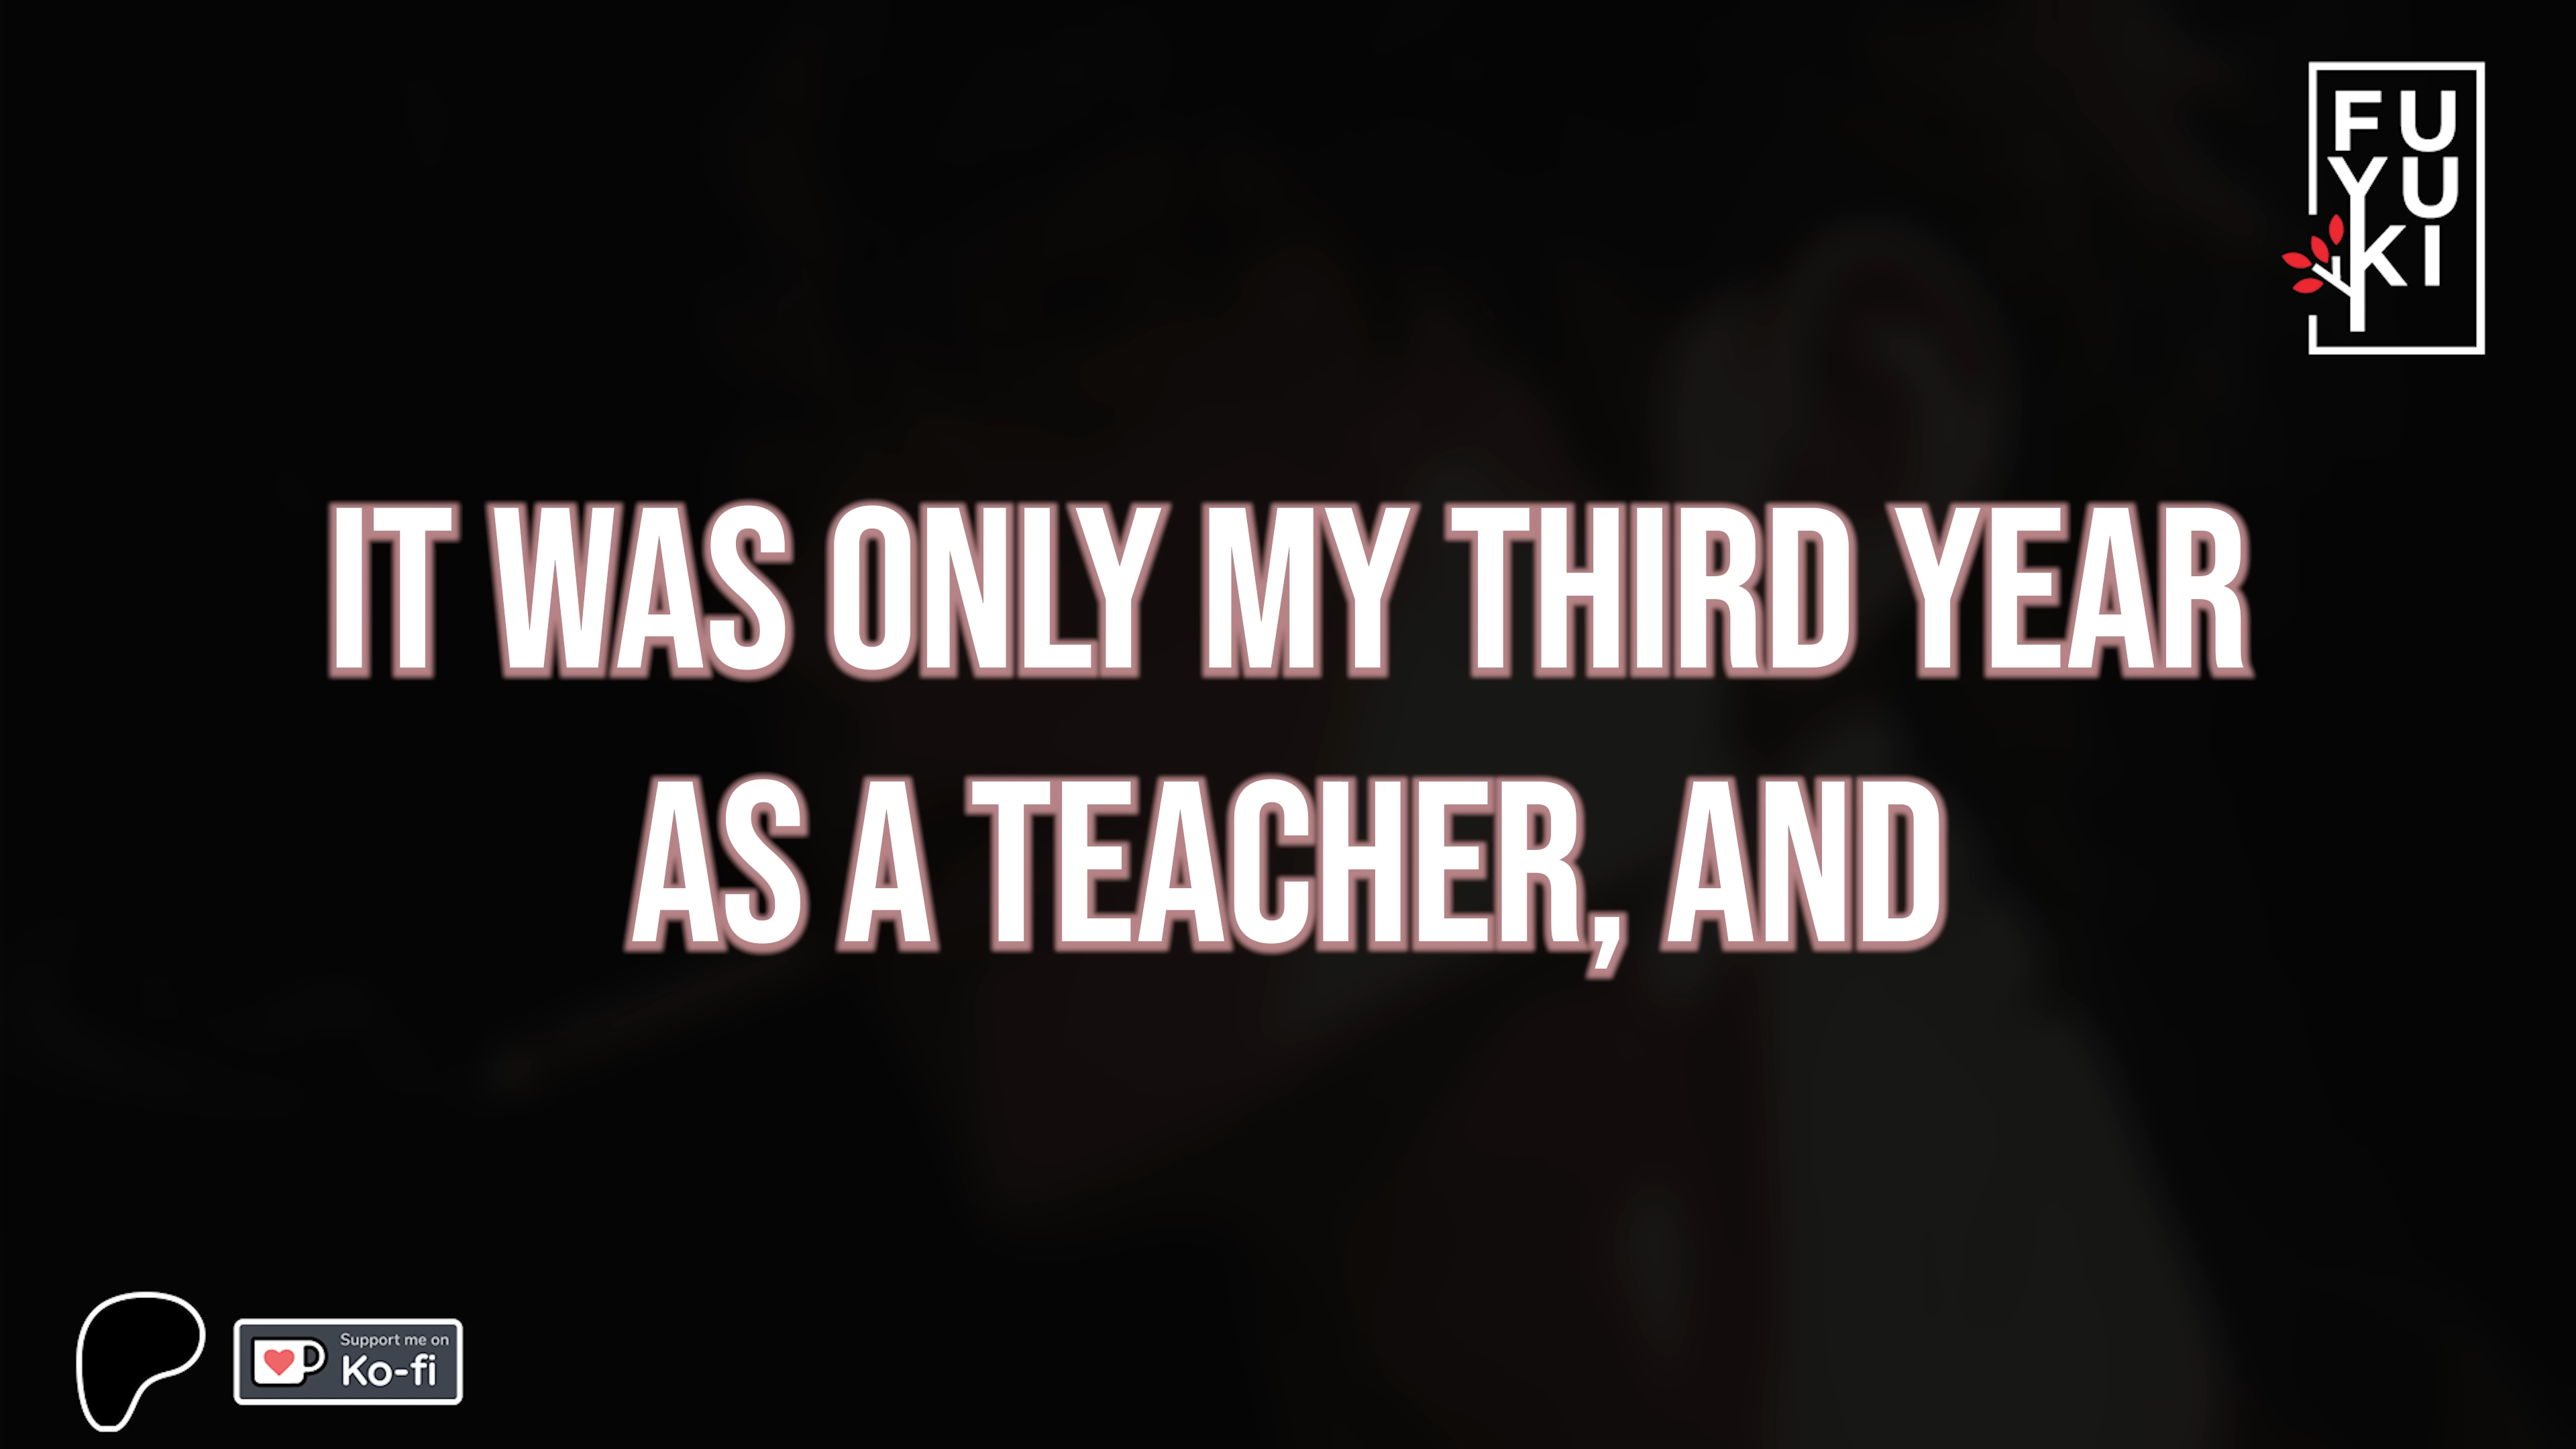 FU
YU
KI
IT WAS ONLY MY THIRD YEAR
AS A TEACHER, AND
Support me on
Ko-fi